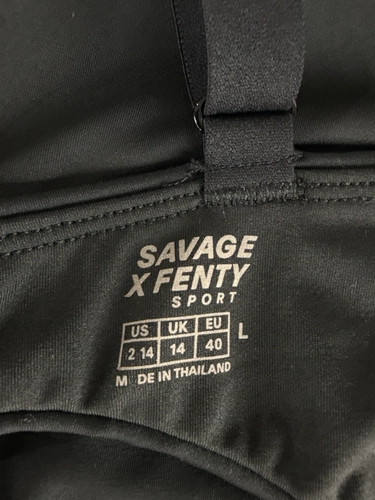 SAVAGE
X FENTY
SPORT
US UK EU L
2 14 14 40
M DE IN THAILAND